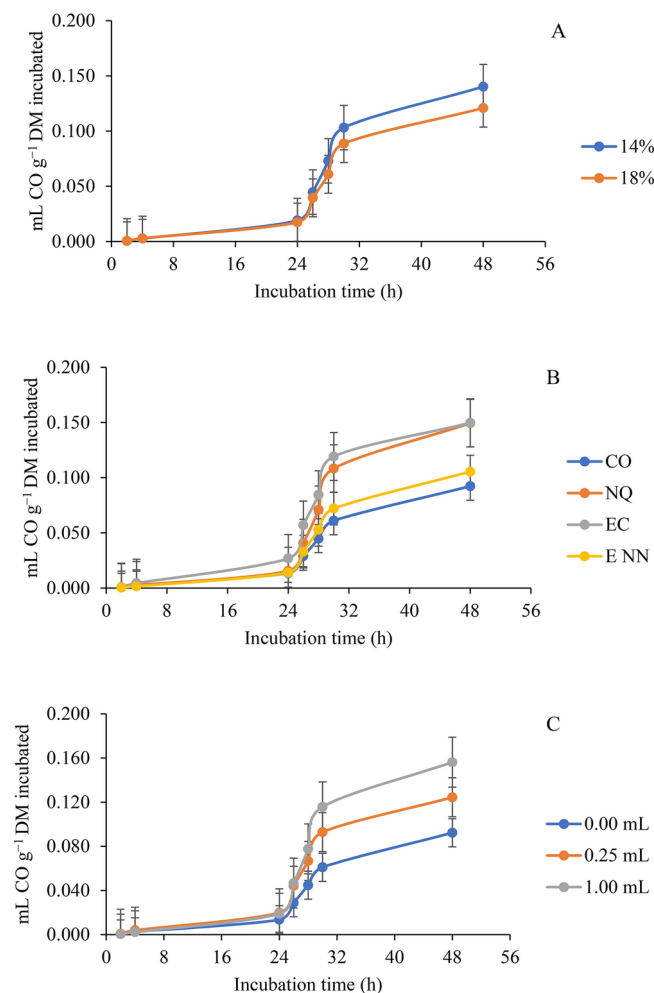 A
0.200
0.150
0.100
0.050
0.000
mL CO g⁻¹ DM incubated
0 8 16 24 32 40 48 56
Incubation time (h)
14%
18%
B
0.200
0.150
0.100
0.050
0.000
mL CO g⁻¹ DM incubated
0 8 16 24 32 40 48 56
Incubation time (h)
CO
NQ
EC
E NN
C
0.200
0.160
0.120
0.080
0.040
0.000
mL CO g⁻¹ DM incubated
0 8 16 24 32 40 48 56
Incubation time (h)
0.00 mL
0.25 mL
1.00 mL